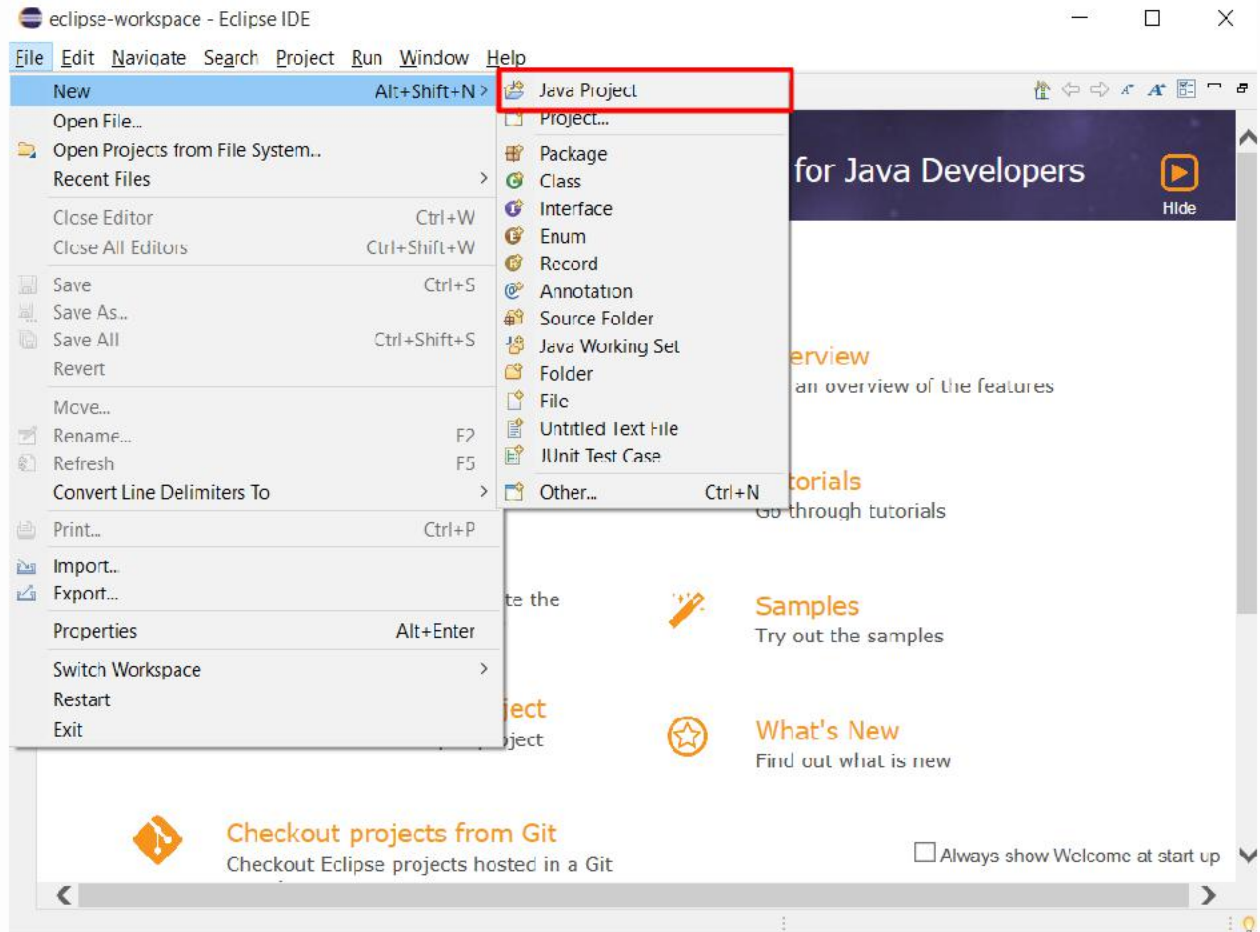 eclipse-workspace - Eclipse IDE
File Edit Navigate Search Project Run Window Help
New Alt+Shift+N >
Open File...
Open Projects from File System...
Recent Files >
Close Editor Ctrl+W
Close All Editors Ctrl+Shift+W
Save Ctrl+S
Save As...
Save All Ctrl+Shift+S
Revert
Move...
Rename... F2
Refresh F5
Convert Line Delimiters To >
Print... Ctrl+P
Import...
Export...
Properties Alt+Enter
Switch Workspace >
Restart
Exit
Java Project
Project...
Package
Class
Interface
Enum
Record
Annotation
Source Folder
Java Working Set
Folder
File
Untitled Text File
JUnit Test Case
Other... Ctrl+N
for Java Developers
Hide
erview
an overview of the features
torials
Go through tutorials
te the
Samples
Try out the samples
ject
oject
What's New
Find out what is new
Checkout projects from Git
Checkout Eclipse projects hosted in a Git
Always show Welcome at start up